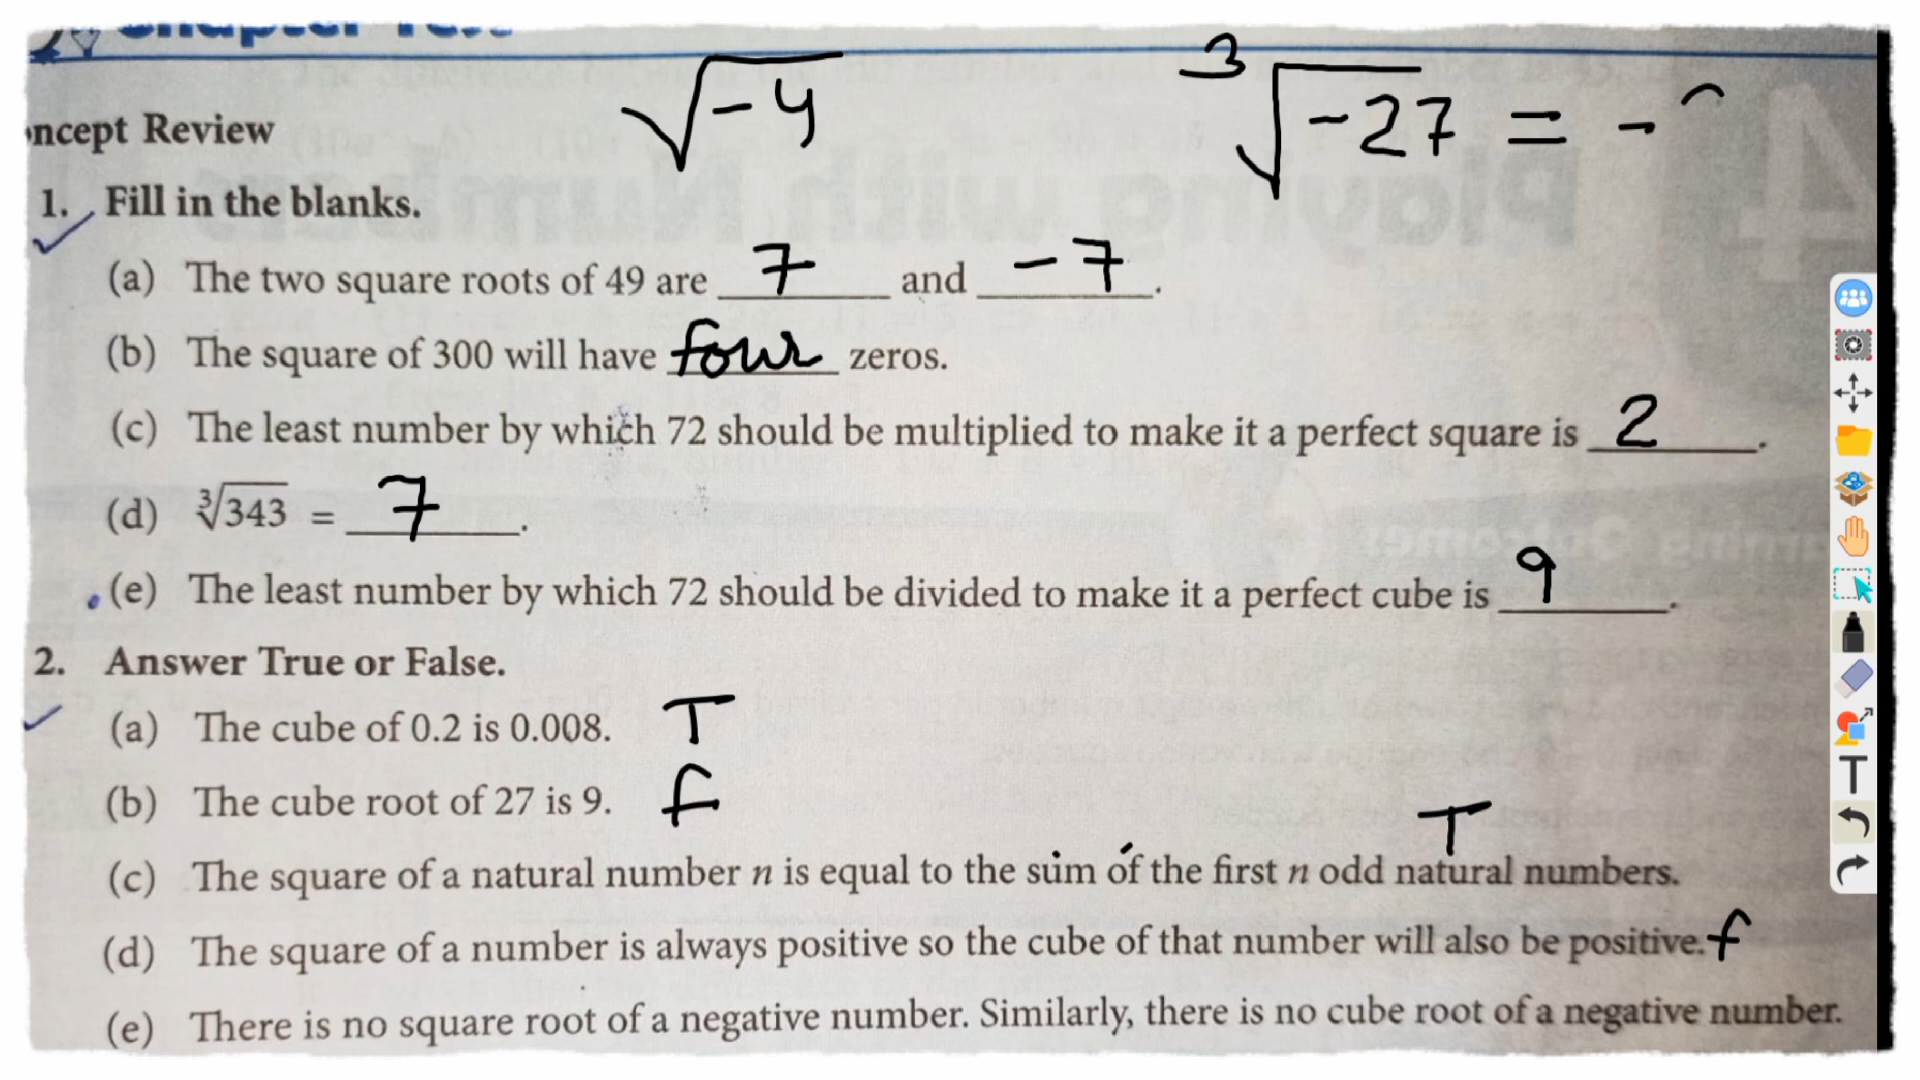 Chapter Test
√-4 ³√-27 = -
ncept Review
1. Fill in the blanks.
(a) The two square roots of 49 are 7 and -7.
(b) The square of 300 will have four zeros.
(c) The least number by which 72 should be multiplied to make it a perfect square is 2.
(d) ³√343 = 7.
(e) The least number by which 72 should be divided to make it a perfect cube is 9.
2. Answer True or False.
(a) The cube of 0.2 is 0.008. T
(b) The cube root of 27 is 9. f
T
(c) The square of a natural number n is equal to the sum of the first n odd natural numbers.
(d) The square of a number is always positive so the cube of that number will also be positive. f
(e) There is no square root of a negative number. Similarly, there is no cube root of a negative number.